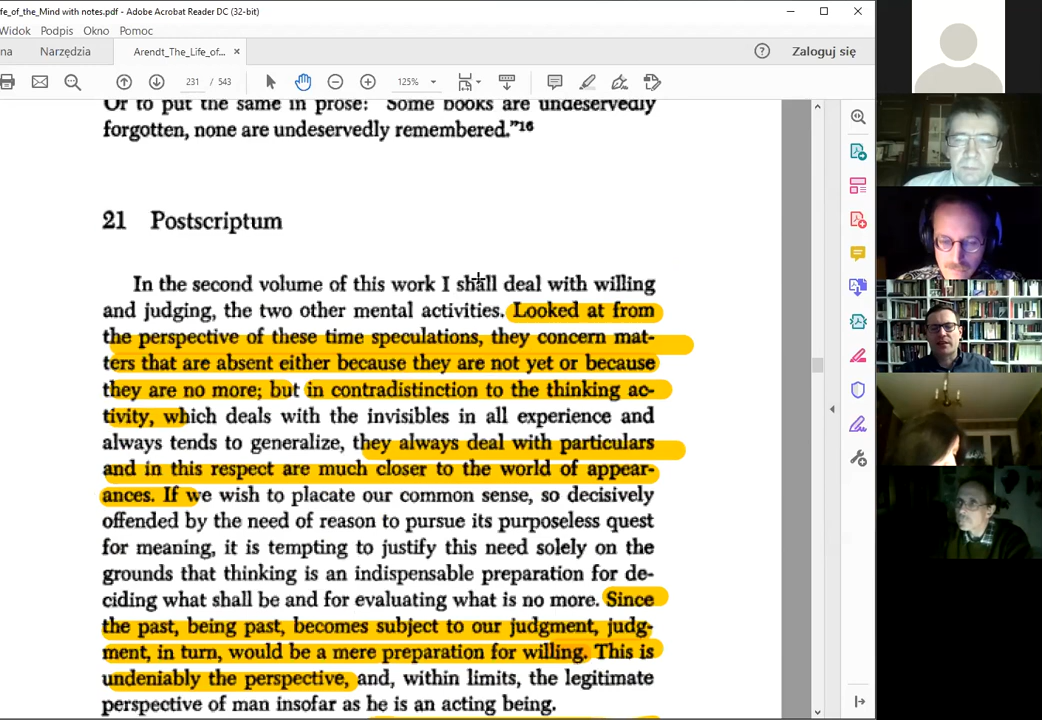 fe_of_the_Mind with notes.pdf - Adobe Acrobat Reader DC (32-bit)
Widok Podpis Okno Pomoc
na Narzędzia Arendt_The_Life_of... × Zaloguj się
231 / 543 125%
Or to put the same in prose: "Some books are undeservedly
forgotten, none are undeservedly remembered."16
21 Postscriptum
In the second volume of this work I shall deal with willing
and judging, the two other mental activities. Looked at from
the perspective of these time speculations, they concern mat-
ters that are absent either because they are not yet or because
they are no more; but in contradistinction to the thinking ac-
tivity, which deals with the invisibles in all experience and
always tends to generalize, they always deal with particulars
and in this respect are much closer to the world of appear-
ances. If we wish to placate our common sense, so decisively
offended by the need of reason to pursue its purposeless quest
for meaning, it is tempting to justify this need solely on the
grounds that thinking is an indispensable preparation for de-
ciding what shall be and for evaluating what is no more. Since
the past, being past, becomes subject to our judgment, judg-
ment, in turn, would be a mere preparation for willing. This is
undeniably the perspective, and, within limits, the legitimate
perspective of man insofar as he is an acting being.